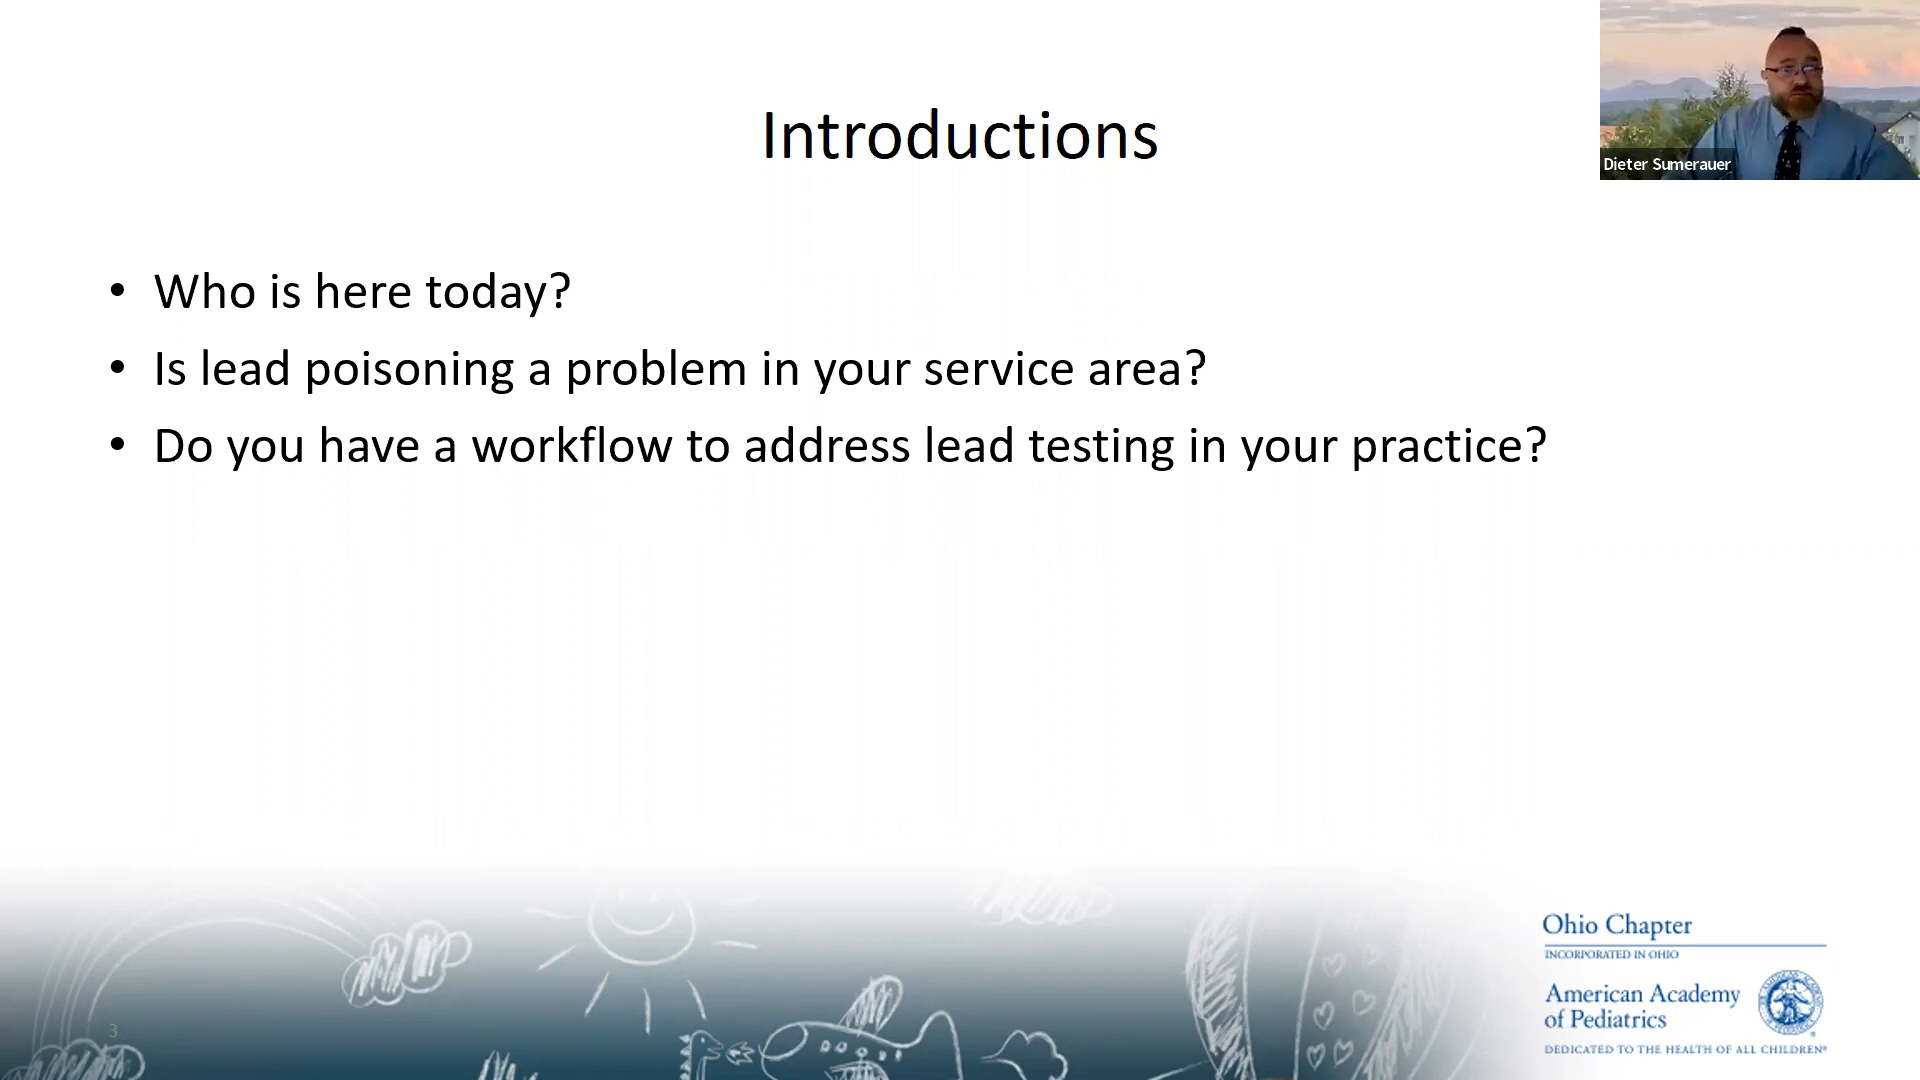 Introductions
Dieter Sumerauer
• Who is here today?
• Is lead poisoning a problem in your service area?
• Do you have a workflow to address lead testing in your practice?
Ohio Chapter
INCORPORATED IN OHIO
American Academy
of Pediatrics
DEDICATED TO THE HEALTH OF ALL CHILDREN®
3